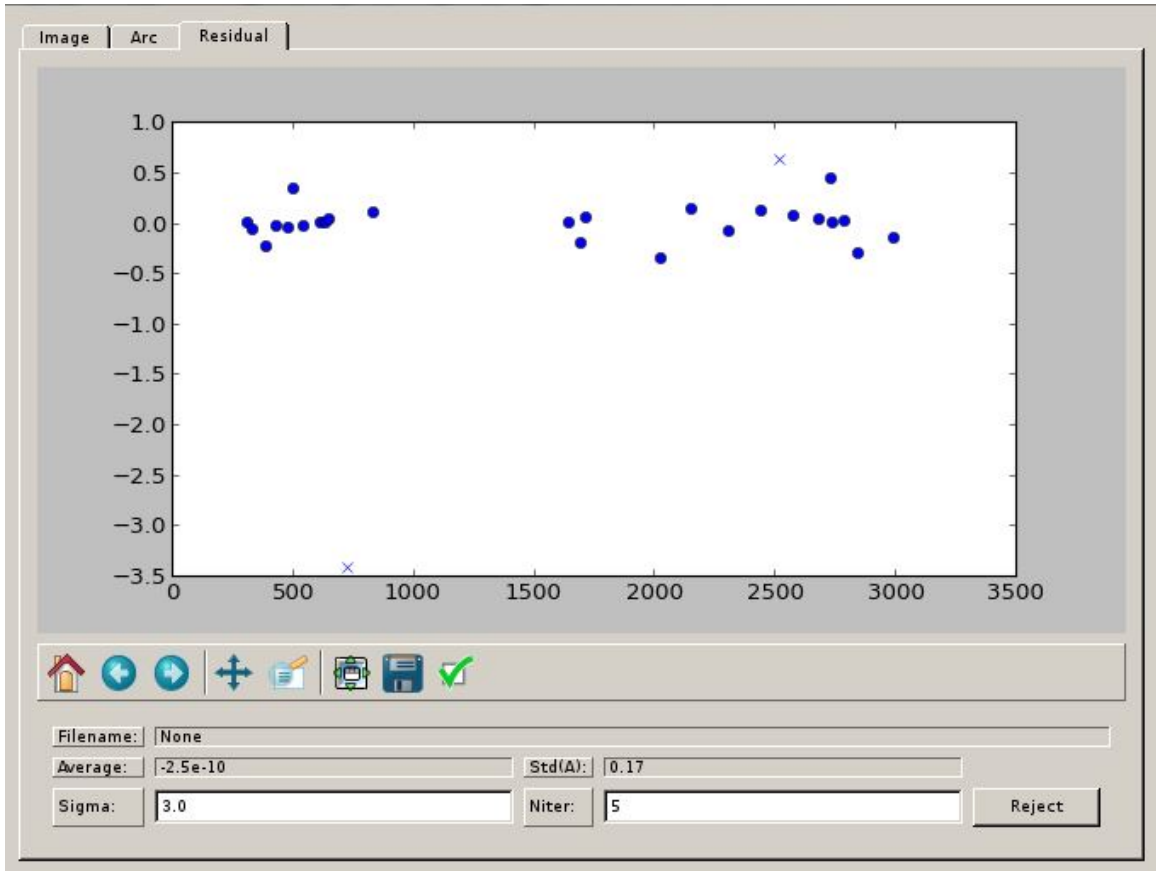 Image Arc Residual
1.0
0.5
0.0
−0.5
−1.0
−1.5
−2.0
−2.5
−3.0
−3.5
0 500 1000 1500 2000 2500 3000 3500
Filename: None
Average: -2.5e-10 Std(A): 0.17
Sigma: 3.0 Niter: 5 Reject